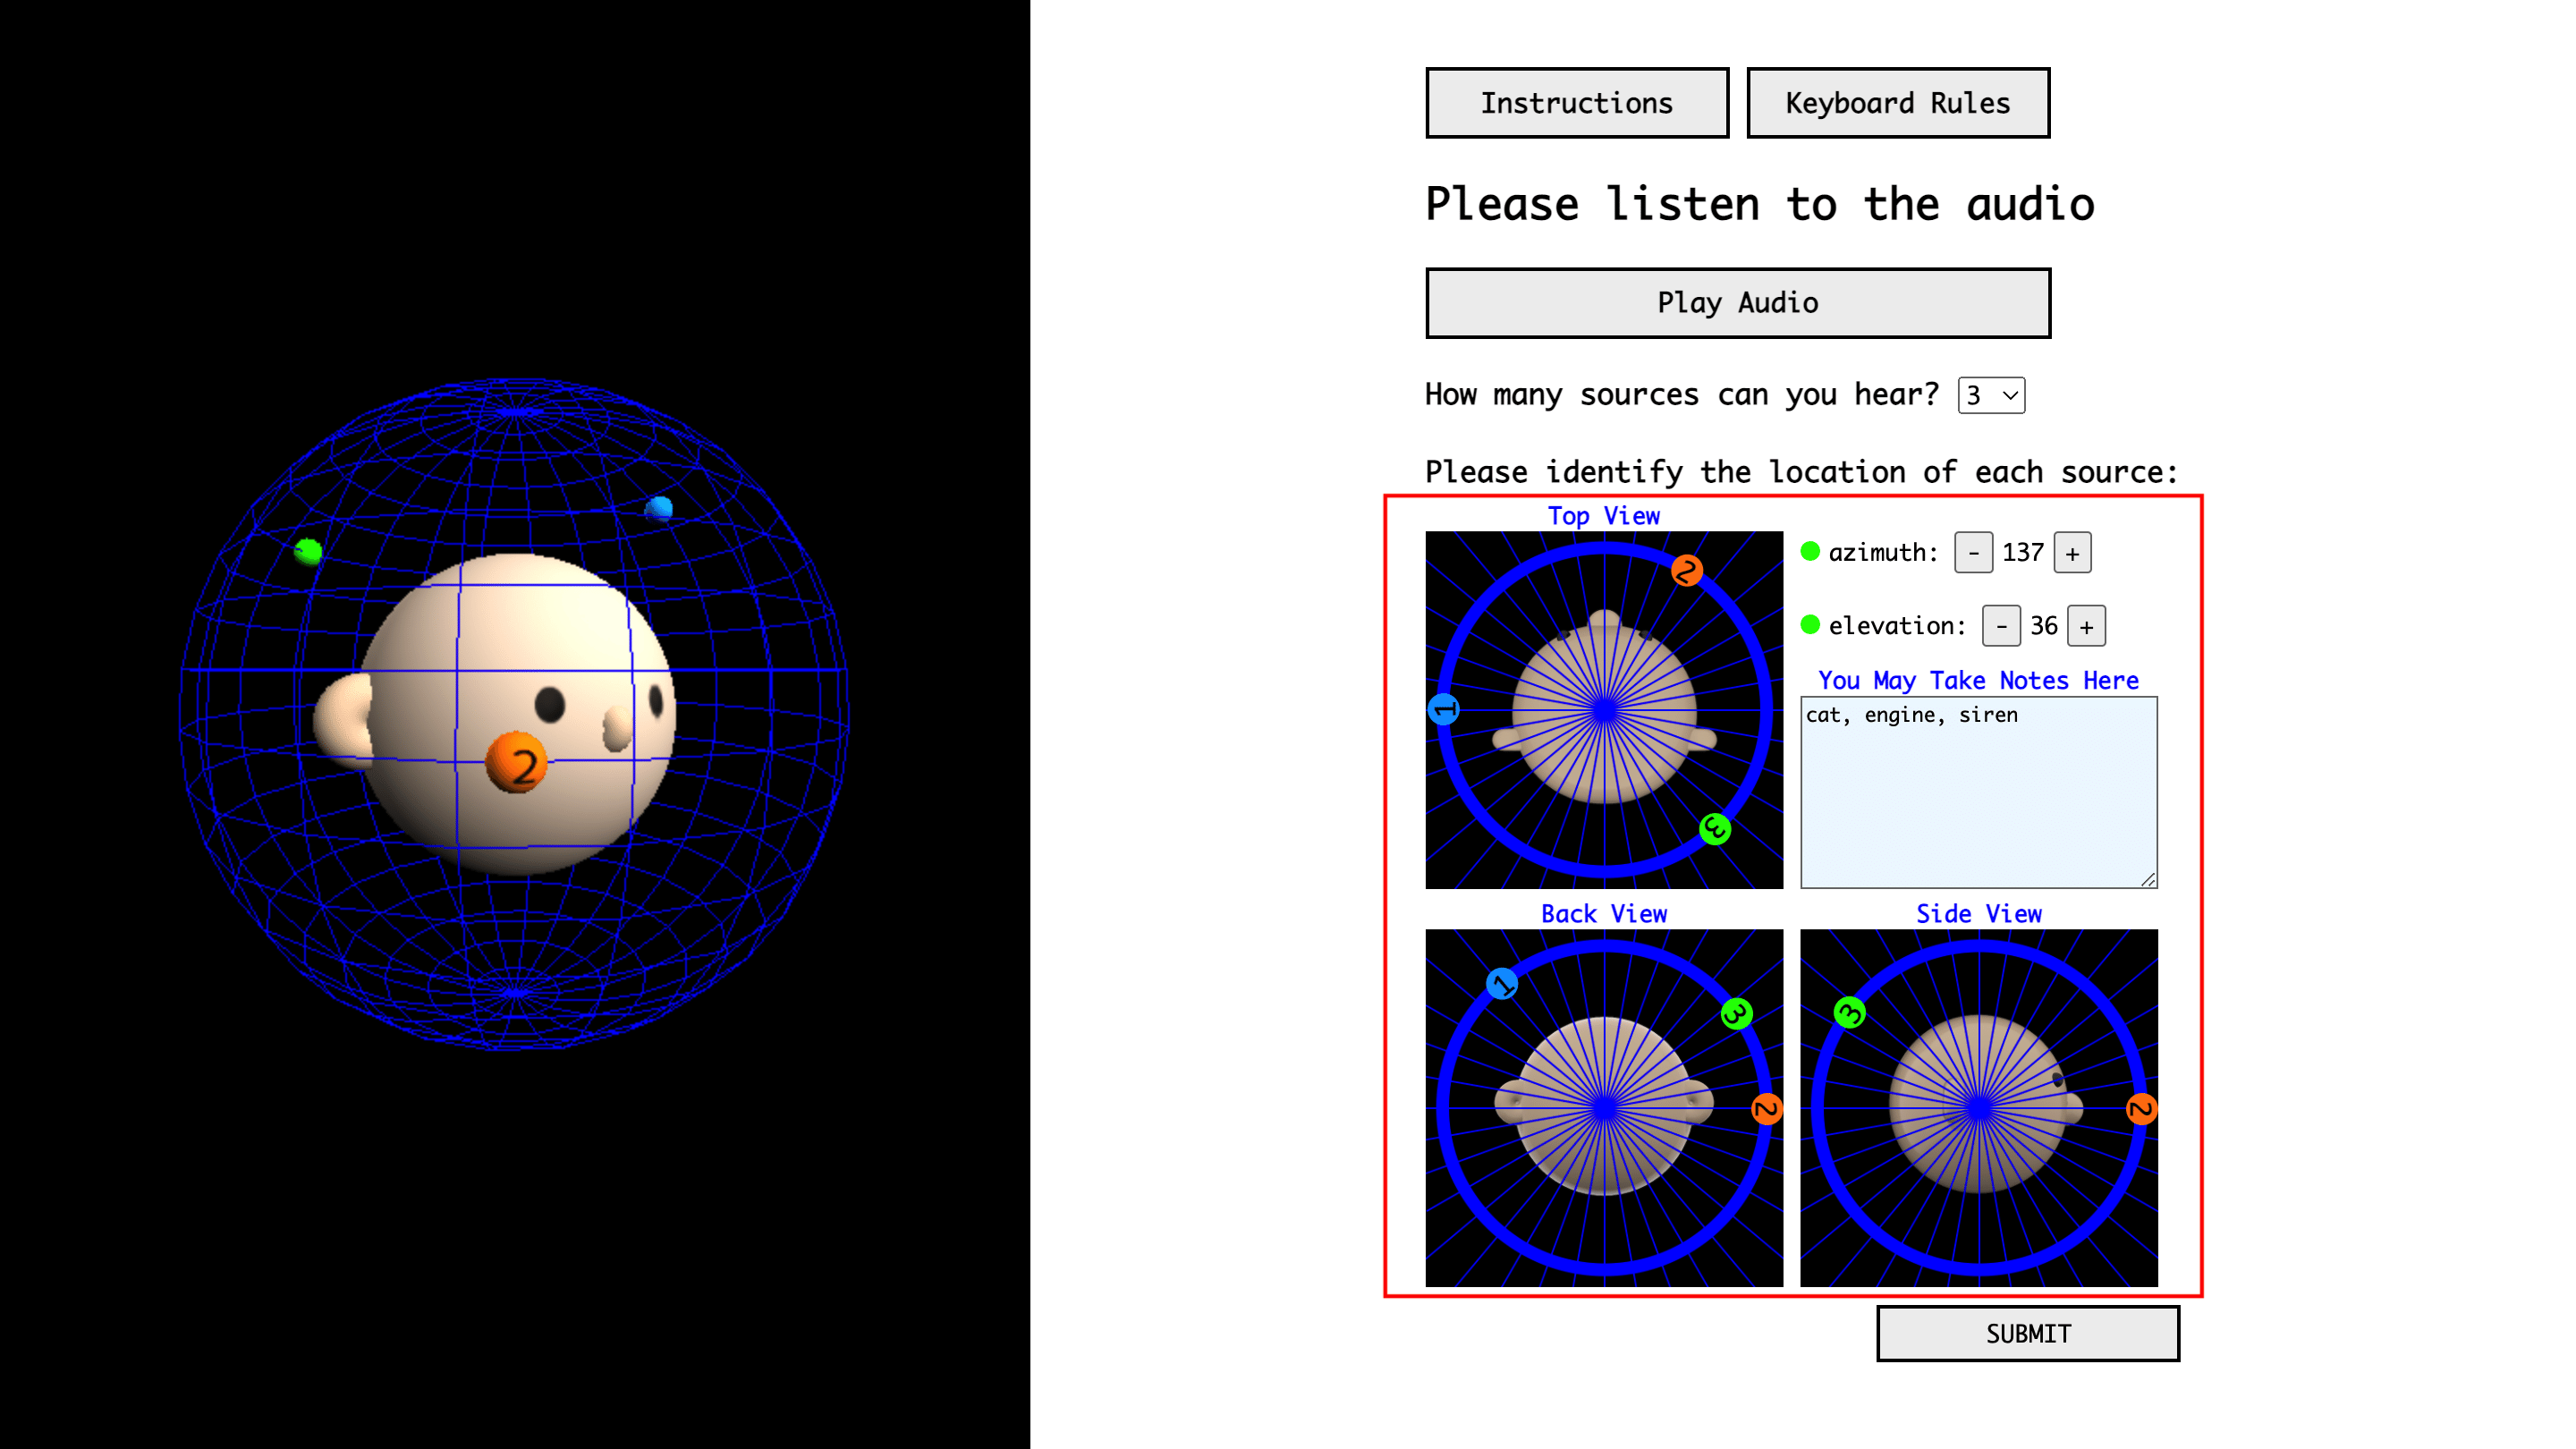 Instructions
Keyboard Rules
Please listen to the audio
Play Audio
How many sources can you hear? 3
Please identify the location of each source:
Top View
2
1
3
azimuth: - 137 +
elevation: - 36 +
You May Take Notes Here
cat, engine, siren
Back View
1
3
2
Side View
3
2
SUBMIT
2